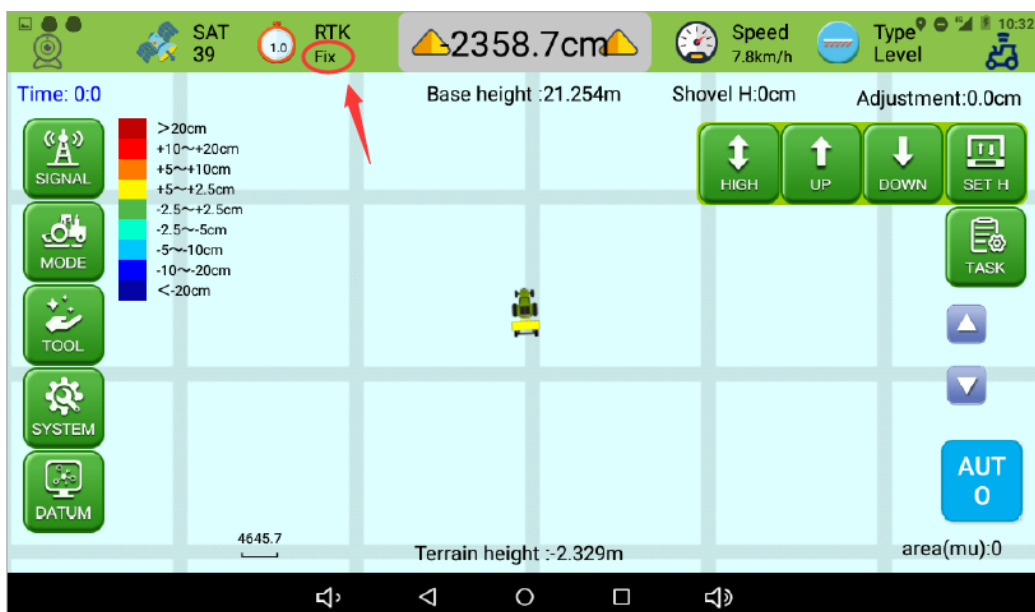 10:32
SAT
39
1.0
RTK
Fix
2358.7cm
Speed
7.8km/h
Type
Level
Time: 0:0
Base height :21.254m
Shovel H:0cm
Adjustment:0.0cm
SIGNAL
MODE
TOOL
SYSTEM
DATUM
>20cm
+10～+20cm
+5～+10cm
+5～+2.5cm
-2.5～+2.5cm
-2.5～-5cm
-5～-10cm
-10～-20cm
<-20cm
HIGH
UP
DOWN
SET H
TASK
AUT
O
4645.7
Terrain height :-2.329m
area(mu):0